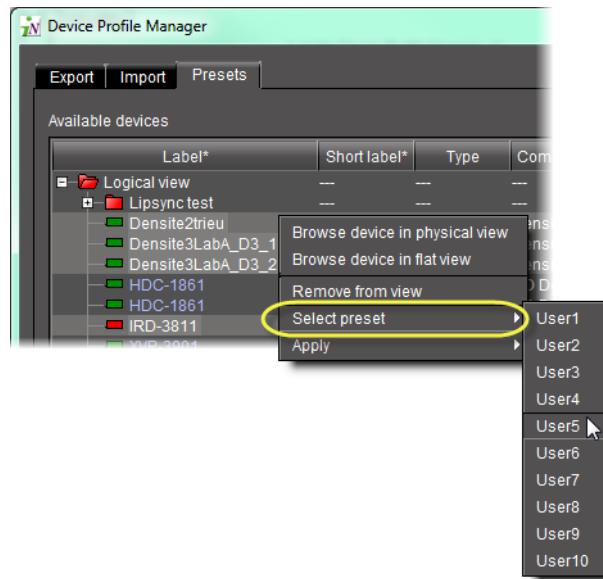 Device Profile Manager
Export Import Presets
Available devices
Label* Short label* Type Com
Logical view --- --- ---
Lipsync test --- --- ---
Densite2trieu
Densite3LabA_D3_1
Densite3LabA_D3_2
HDC-1861
HDC-1861
IRD-3811
XVP-3901
Browse device in physical view
Browse device in flat view
Remove from view
Select preset
Apply
User1
User2
User3
User4
User5
User6
User7
User8
User9
User10